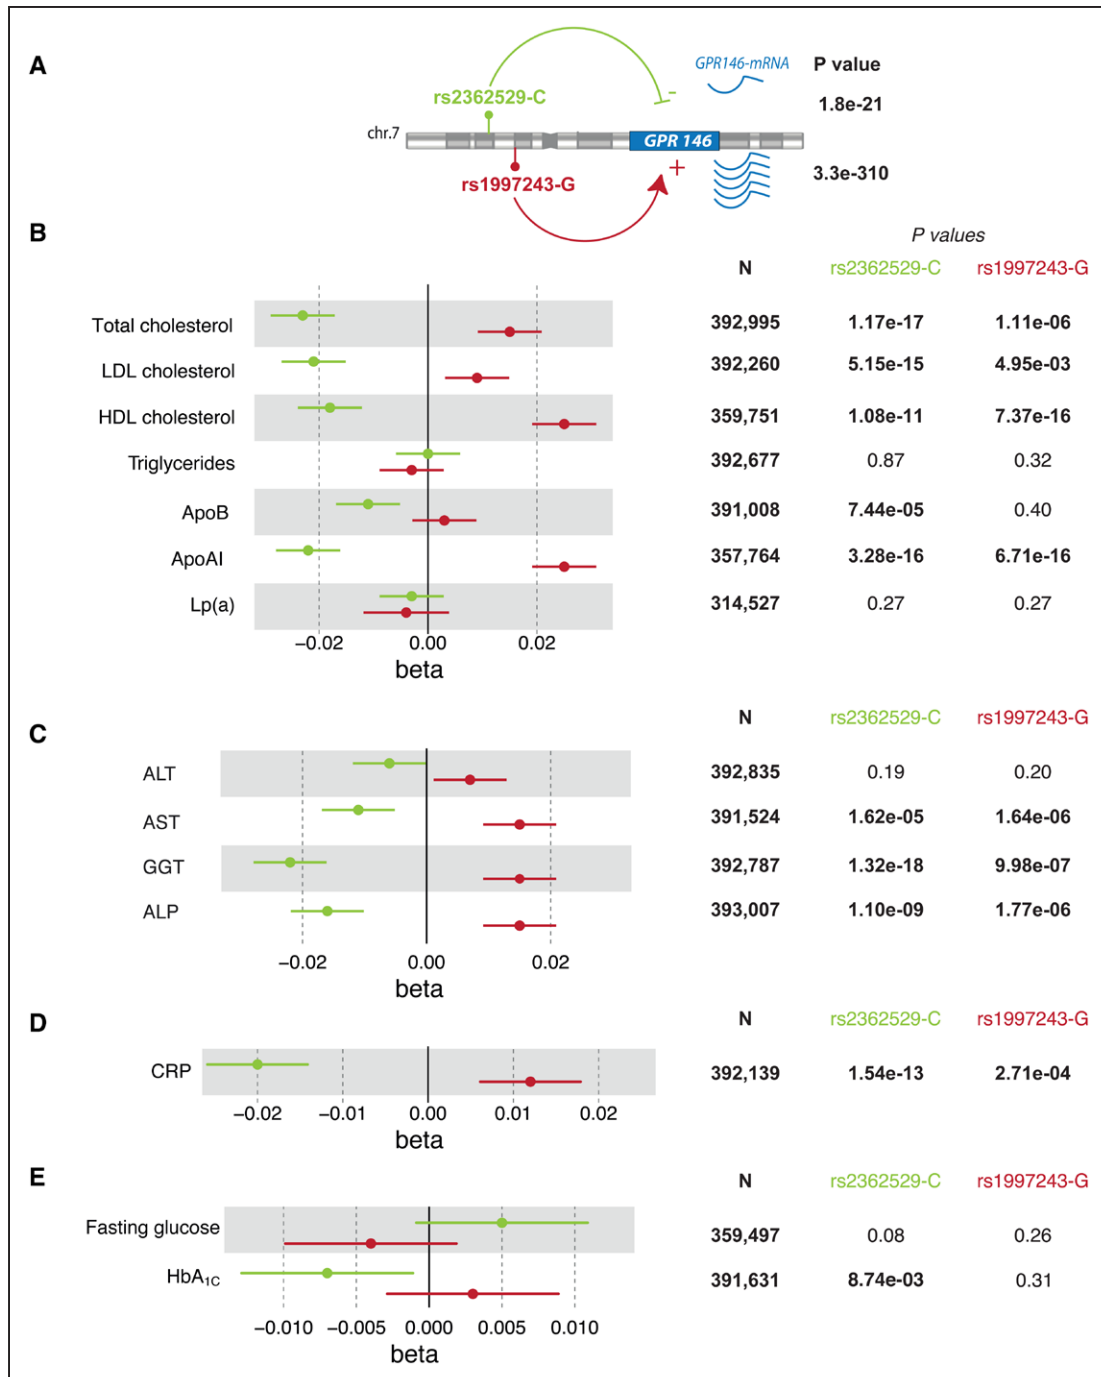 A
GPR146-mRNA P value
rs2362529-C - 1.8e-21
chr.7 GPR 146
rs1997243-G + 3.3e-310
B
P values
N rs2362529-C rs1997243-G
Total cholesterol 392,995 1.17e-17 1.11e-06
LDL cholesterol 392,260 5.15e-15 4.95e-03
HDL cholesterol 359,751 1.08e-11 7.37e-16
Triglycerides 392,677 0.87 0.32
ApoB 391,008 7.44e-05 0.40
ApoAI 357,764 3.28e-16 6.71e-16
Lp(a) 314,527 0.27 0.27
−0.02 0.00 0.02
beta
C
N rs2362529-C rs1997243-G
ALT 392,835 0.19 0.20
AST 391,524 1.62e-05 1.64e-06
GGT 392,787 1.32e-18 9.98e-07
ALP 393,007 1.10e-09 1.77e-06
−0.02 0.00 0.02
beta
D
N rs2362529-C rs1997243-G
CRP 392,139 1.54e-13 2.71e-04
−0.02 −0.01 0.00 0.01 0.02
beta
E
N rs2362529-C rs1997243-G
Fasting glucose 359,497 0.08 0.26
HbA1C 391,631 8.74e-03 0.31
−0.010 −0.005 0.000 0.005 0.010
beta